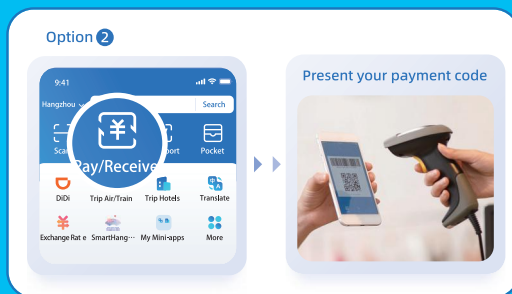 Option 2
9:41
Hangzhou
Search
Scan
Pay/Receive
port
Pocket
DiDi
Trip Air/Train
Trip Hotels
Translate
Exchange Rat e
SmartHang···
My Mini-apps
More
Present your payment code